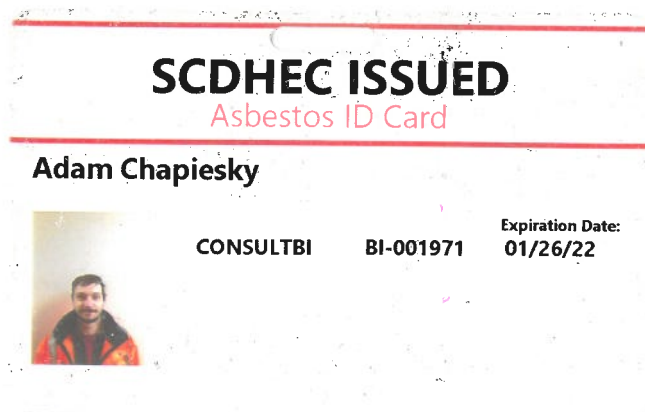 SCDHEC ISSUED
Asbestos ID Card
Adam Chapiesky
Expiration Date:
CONSULTBI BI-001971 01/26/22